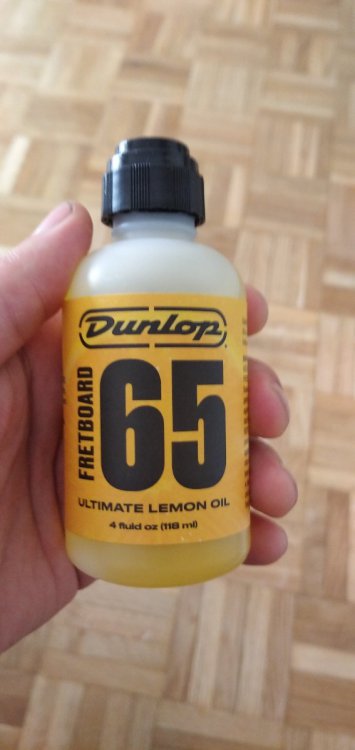 Dunlop
FRETBOARD
65
ULTIMATE LEMON OIL
4 fluid oz (118 ml)